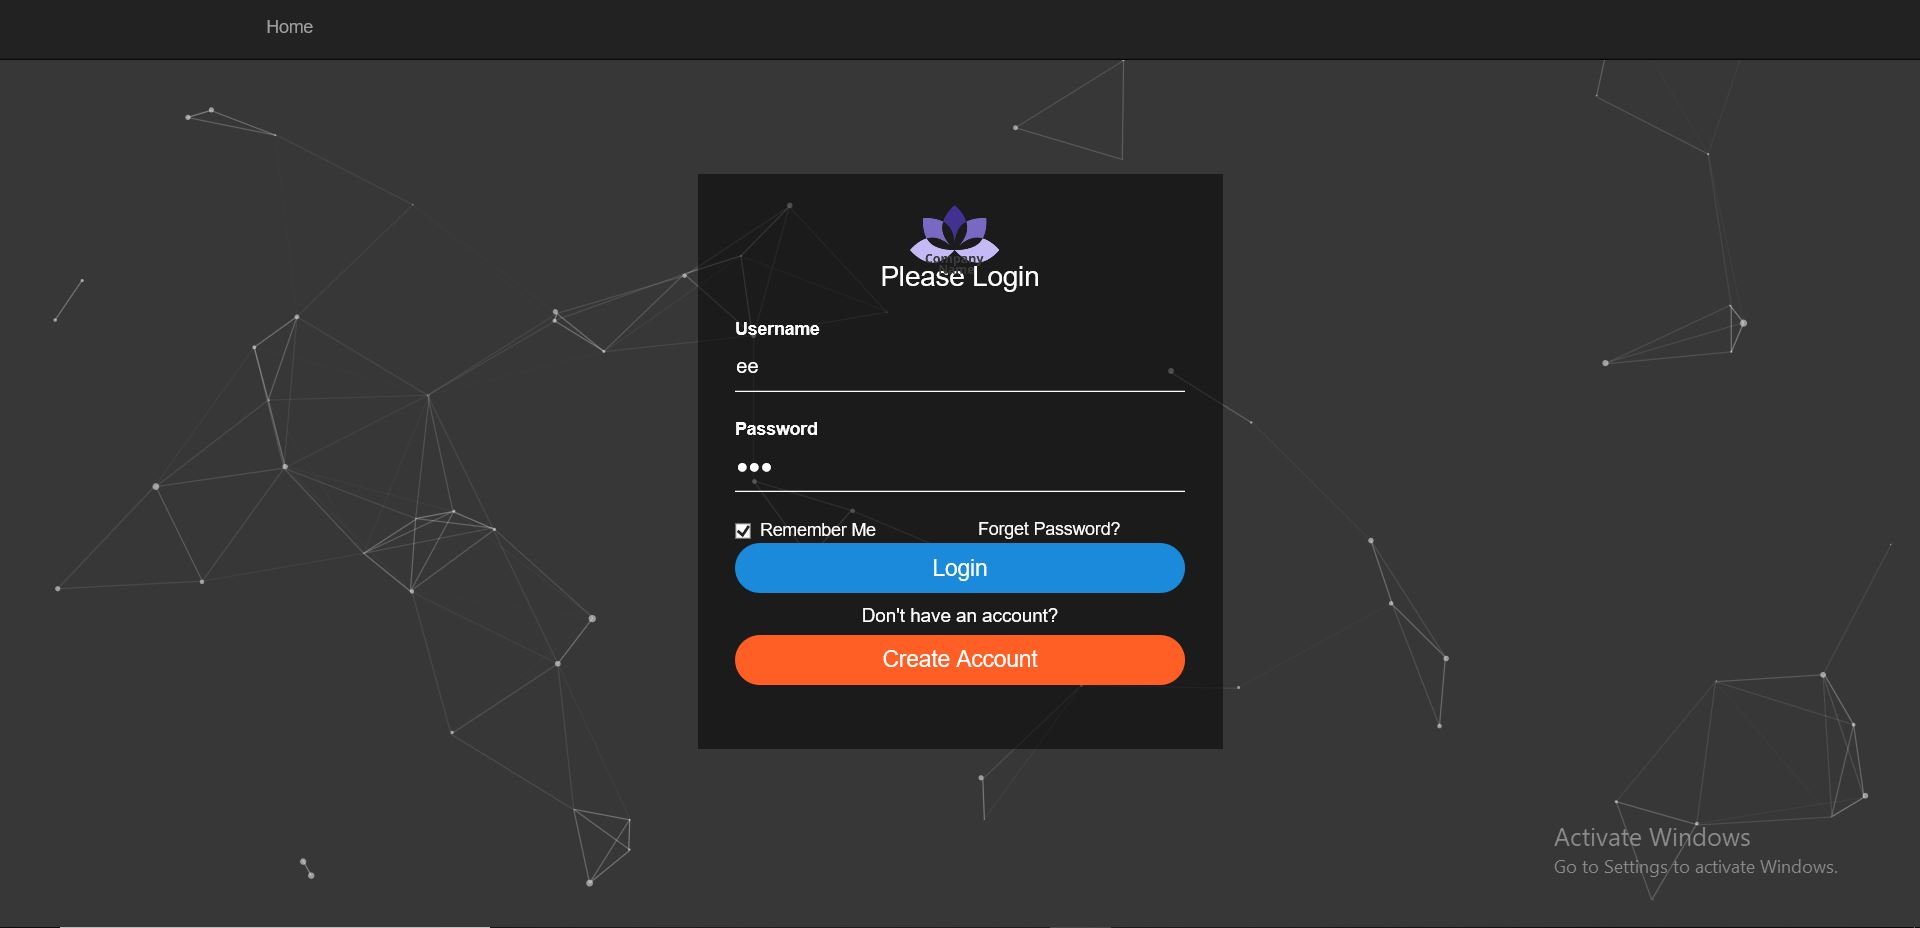 Home
Company
Name
Please Login
Username
ee
Password
Remember Me
Forget Password?
Login
Don't have an account?
Create Account
Activate Windows
Go to Settings to activate Windows.